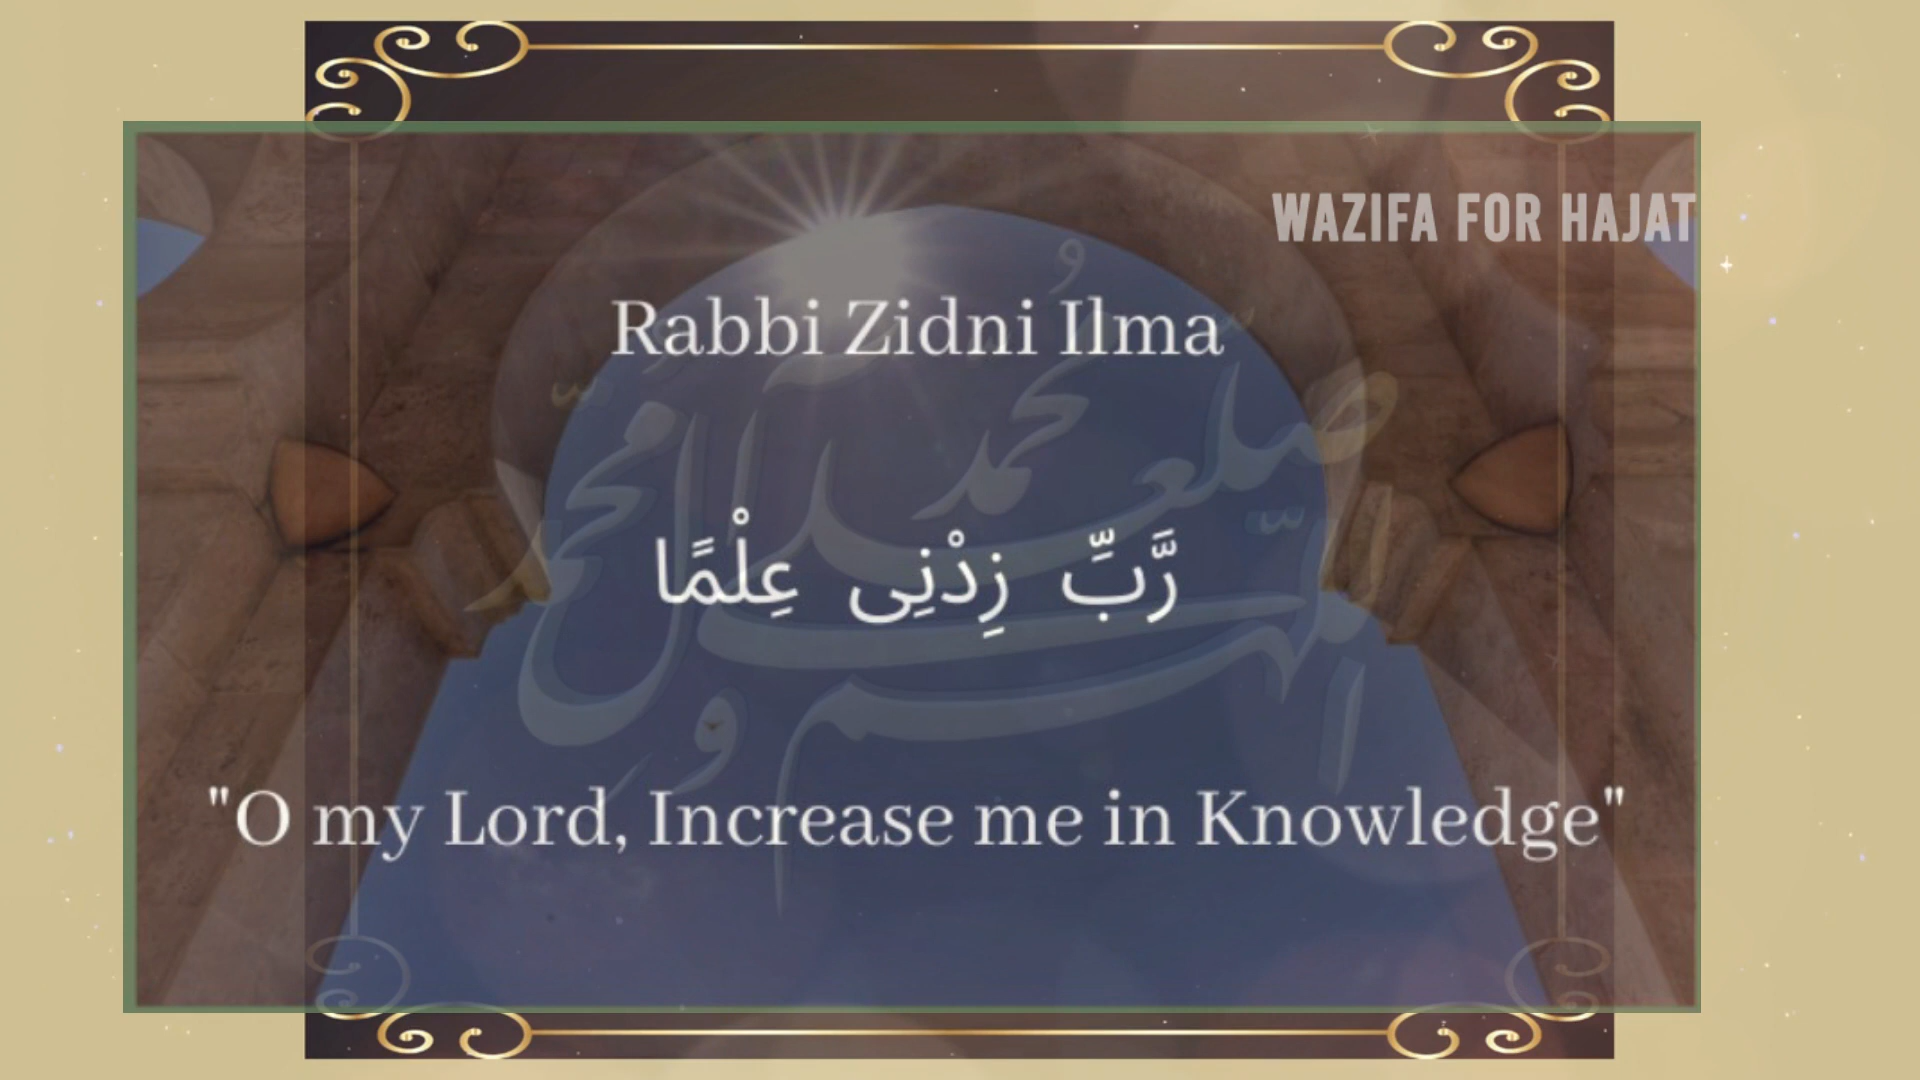 WAZIFA FOR HAJAT
Rabbi Zidni Ilma
رَّبِّ زِدْنِى عِلْمًا
"O my Lord, Increase me in Knowledge"